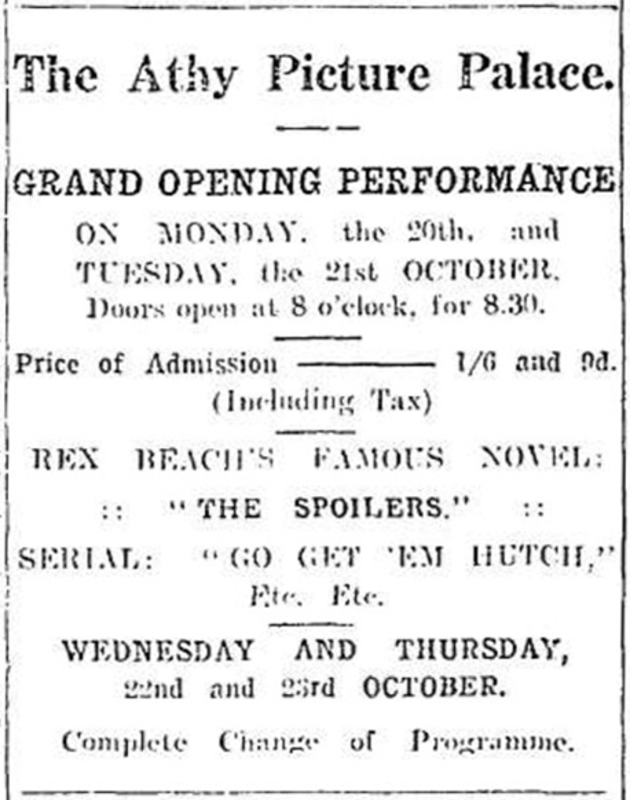 The Athy Picture Palace.
GRAND OPENING PERFORMANCE
ON MONDAY, the 20th, and
TUESDAY, the 21st OCTOBER.
Doors open at 8 o'clock, for 8.30.
Price of Admission ——— 1/6 and 9d.
(Including Tax)
REX BEACH'S FAMOUS NOVEL:
:: "THE SPOILERS." ::
SERIAL: "GO GET 'EM HUTCH,"
Etc. Etc.
WEDNESDAY AND THURSDAY,
22nd and 23rd OCTOBER.
Complete Change of Programme.